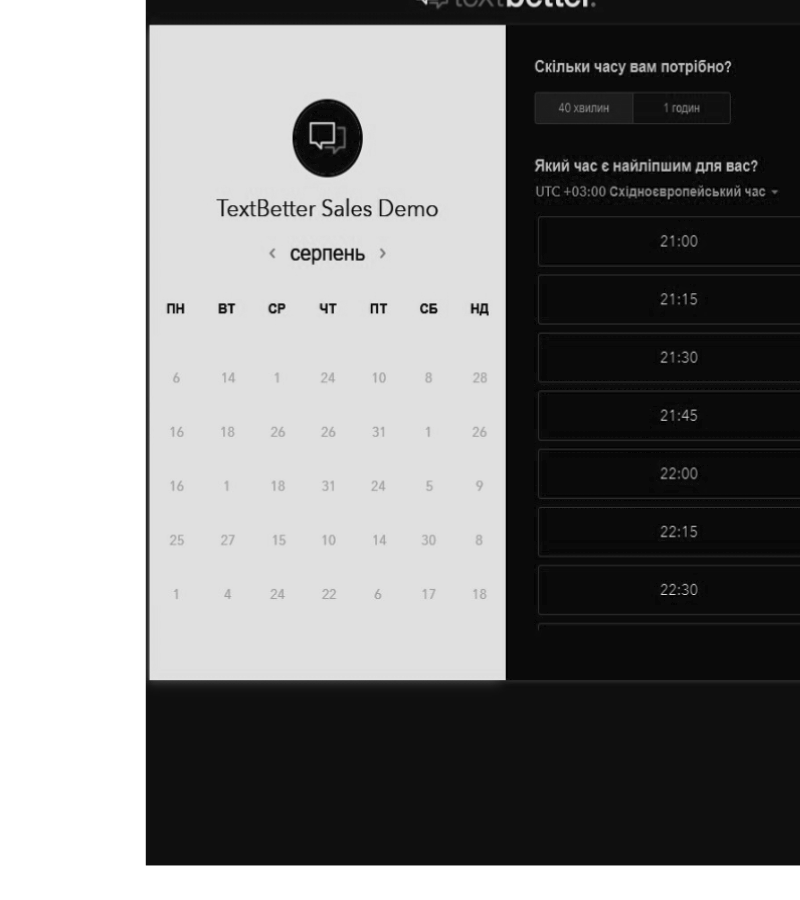 textbetter.
TextBetter Sales Demo
‹ серпень ›
ПН ВТ СР ЧТ ПТ СБ НД
6 14 1 24 10 8 28
16 18 26 26 31 1 26
16 1 18 31 24 5 9
25 27 15 10 14 30 8
1 4 24 22 6 17 18
Скільки часу вам потрібно?
40 хвилин 1 годин
Який час є найліпшим для вас?
UTC +03:00 Східноєвропейський час
21:00
21:15
21:30
21:45
22:00
22:15
22:30